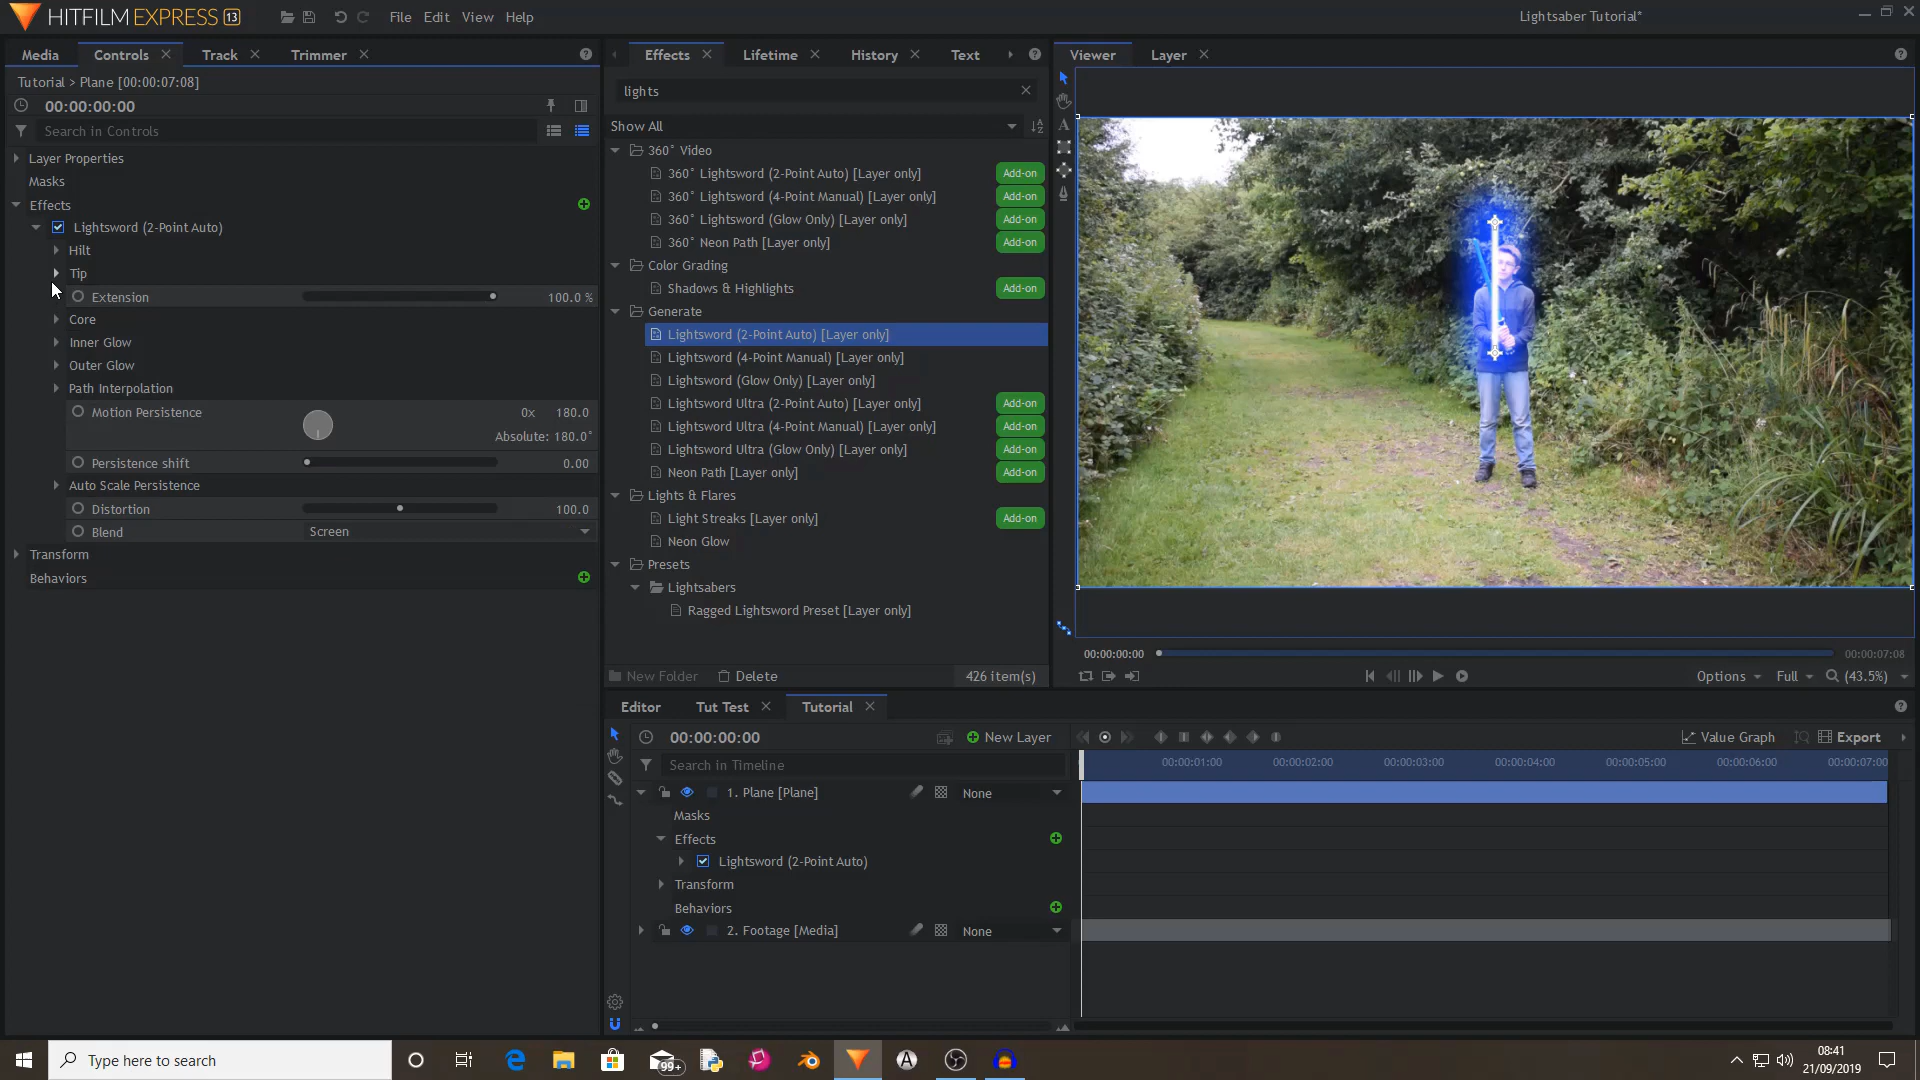 HITFILM EXPRESS 13
File Edit View Help
Lightsaber Tutorial*
Media Controls Track Trimmer
Tutorial > Plane [00:00:07:08]
00:00:00:00
Search in Controls
Layer Properties
Masks
Effects
Lightsword (2-Point Auto)
Hilt
Tip
Extension 100.0 %
Core
Inner Glow
Outer Glow
Path Interpolation
Motion Persistence 0x 180.0
Absolute: 180.0°
Persistence shift 0.00
Auto Scale Persistence
Distortion 100.0
Blend Screen
Transform
Behaviors
Effects Lifetime History Text
lights
Show All
360° Video
360° Lightsword (2-Point Auto) [Layer only] Add-on
360° Lightsword (4-Point Manual) [Layer only] Add-on
360° Lightsword (Glow Only) [Layer only] Add-on
360° Neon Path [Layer only] Add-on
Color Grading
Shadows & Highlights Add-on
Generate
Lightsword (2-Point Auto) [Layer only]
Lightsword (4-Point Manual) [Layer only]
Lightsword (Glow Only) [Layer only]
Lightsword Ultra (2-Point Auto) [Layer only] Add-on
Lightsword Ultra (4-Point Manual) [Layer only] Add-on
Lightsword Ultra (Glow Only) [Layer only] Add-on
Neon Path [Layer only] Add-on
Lights & Flares
Light Streaks [Layer only] Add-on
Neon Glow
Presets
Lightsabers
Ragged Lightsword Preset [Layer only]
New Folder Delete 426 item(s)
Viewer Layer
00:00:00:00 00:00:07:08
Options Full (43.5%)
Editor Tut Test Tutorial
00:00:00:00 New Layer Value Graph Export
Search in Timeline
00:00:01:00 00:00:02:00 00:00:03:00 00:00:04:00 00:00:05:00 00:00:06:00 00:00:07:00
1. Plane [Plane] None
Masks
Effects
Lightsword (2-Point Auto)
Transform
Behaviors
2. Footage [Media] None
Type here to search
99+
08:41
21/09/2019